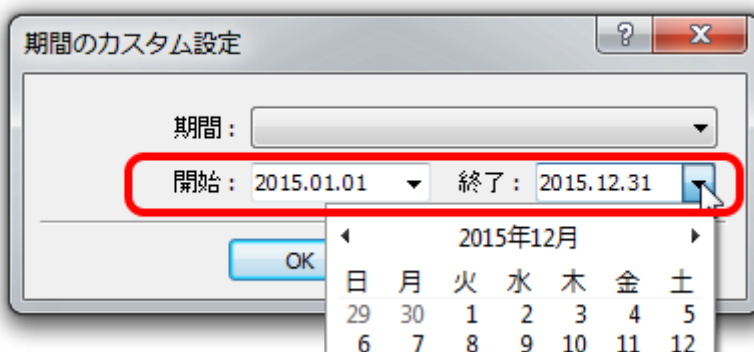 期間のカスタム設定
期間：
開始： 2015.01.01 終了： 2015.12.31
2015年12月
OK
日 月 火 水 木 金 土
29 30 1 2 3 4 5
6 7 8 9 10 11 12